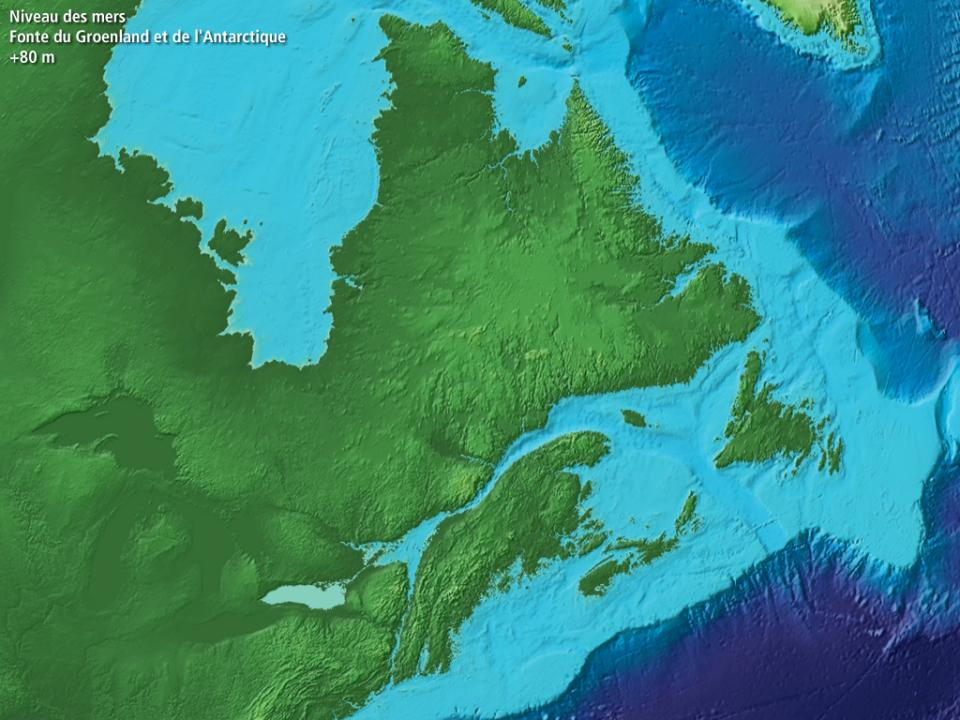 Niveau des mers
Fonte du Groenland et de l'Antarctique
+80 m